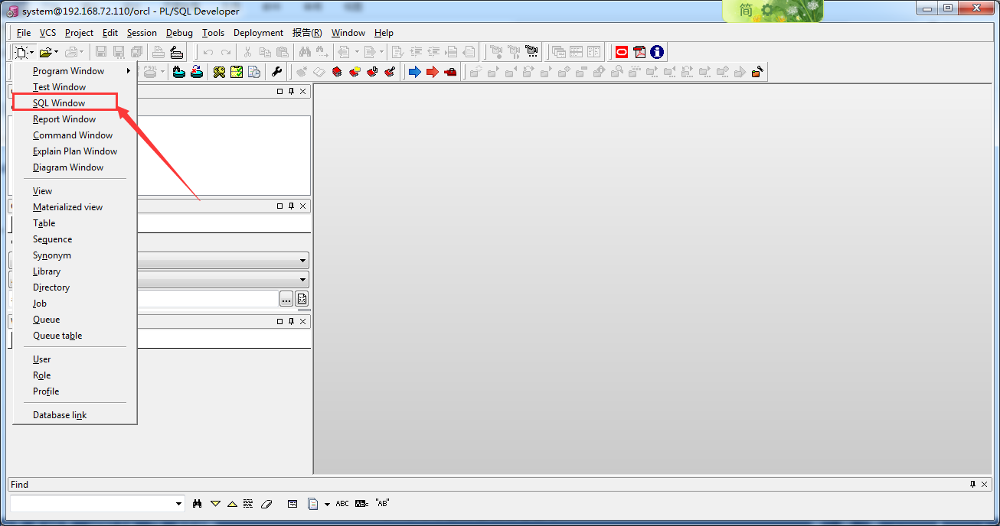 system@192.168.72.110/orcl - PL/SQL Developer
简
File VCS Project Edit Session Debug Tools Deployment 报告(R) Window Help
SQL
Program Window
Test Window
SQL Window
Report Window
Command Window
Explain Plan Window
Diagram Window
View
Materialized view
Table
Sequence
Synonym
Library
Directory
Job
Queue
Queue table
User
Role
Profile
Database link
Find
ABC ABc "AB"